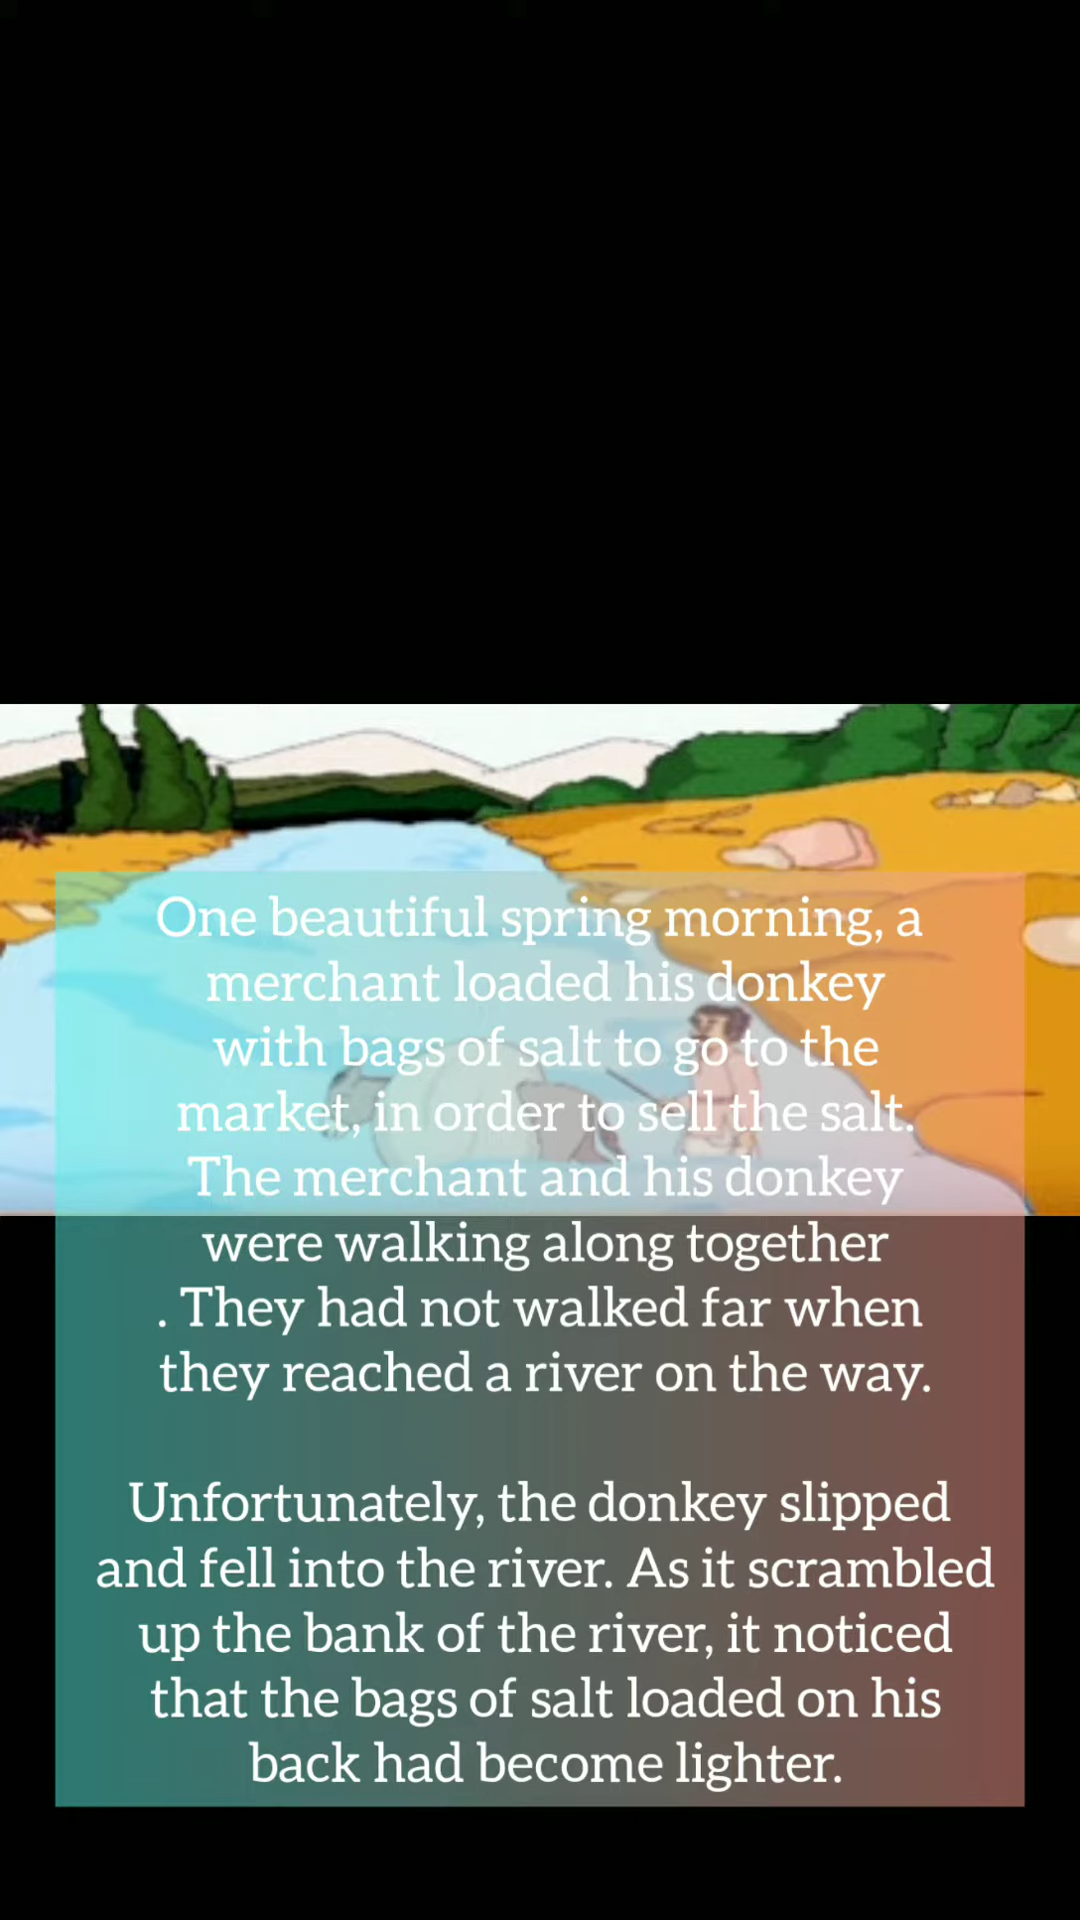 One beautiful spring morning, a
merchant loaded his donkey
with bags of salt to go to the
market, in order to sell the salt.
The merchant and his donkey
were walking along together
. They had not walked far when
they reached a river on the way.
Unfortunately, the donkey slipped
and fell into the river. As it scrambled
up the bank of the river, it noticed
that the bags of salt loaded on his
back had become lighter.